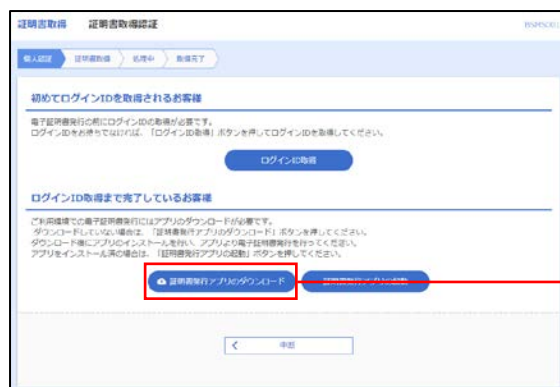 証明書取得　証明書取得認証
BSMS001
個人認証　証明書取得　処理中　取得完了
初めてログインIDを取得されるお客様
電子証明書発行の前にログインIDの取得が必要です。
ログインIDをお持ちでなければ、「ログインID取得」ボタンを押してログインIDを取得してください。
ログインID取得
ログインID取得まで完了しているお客様
ご利用環境での電子証明書発行にはアプリのダウンロードが必要です。
ダウンロードしていない場合は、「証明書発行アプリのダウンロード」ボタンを押してください。
ダウンロード後にアプリのインストールを行い、アプリより電子証明書発行を行ってください。
アプリをインストール済の場合は、「証明書発行アプリの起動」ボタンを押してください。
証明書発行アプリのダウンロード　証明書発行アプリの起動
中断